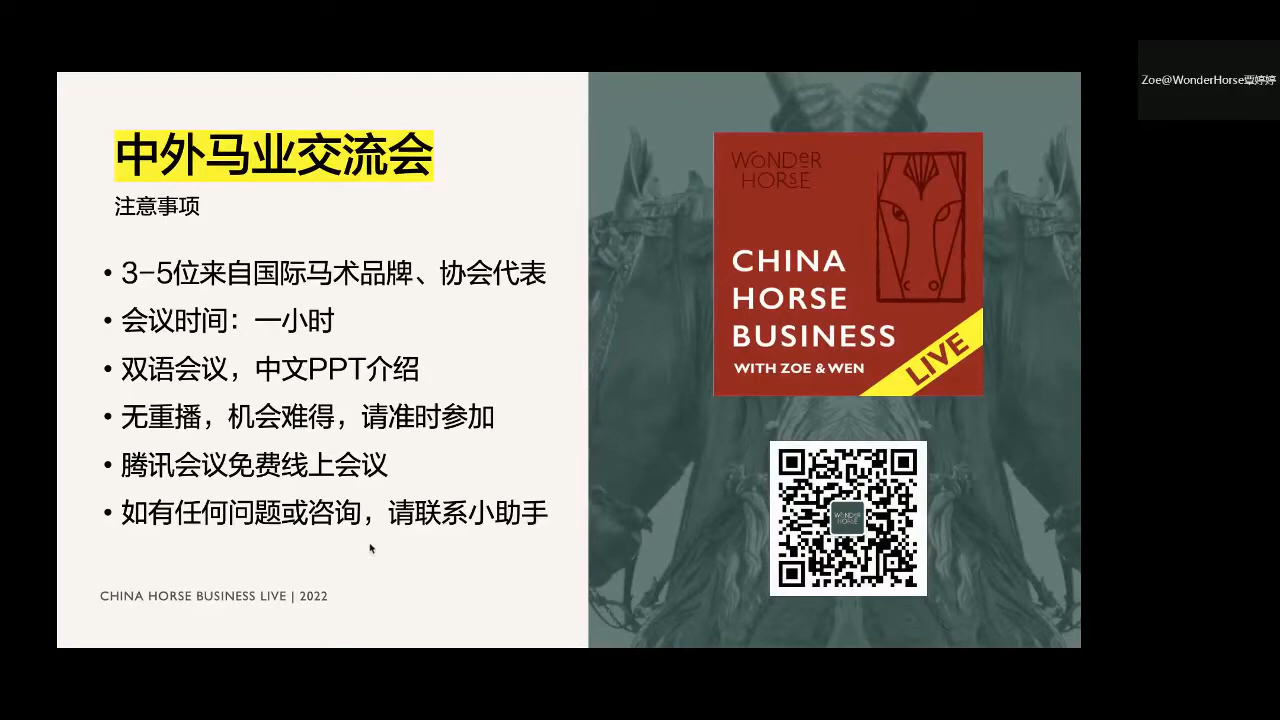 中外马业交流会
注意事项
• 3-5位来自国际马术品牌、协会代表
• 会议时间：一小时
• 双语会议，中文PPT介绍
• 无重播，机会难得，请准时参加
• 腾讯会议免费线上会议
• 如有任何问题或咨询，请联系小助手
CHINA HORSE BUSINESS LIVE | 2022
WONDER
HORSE
CHINA
HORSE
BUSINESS
WITH ZOE & WEN
LIVE
WONDER
HORSE
Zoe@WonderHorse覃婷婷